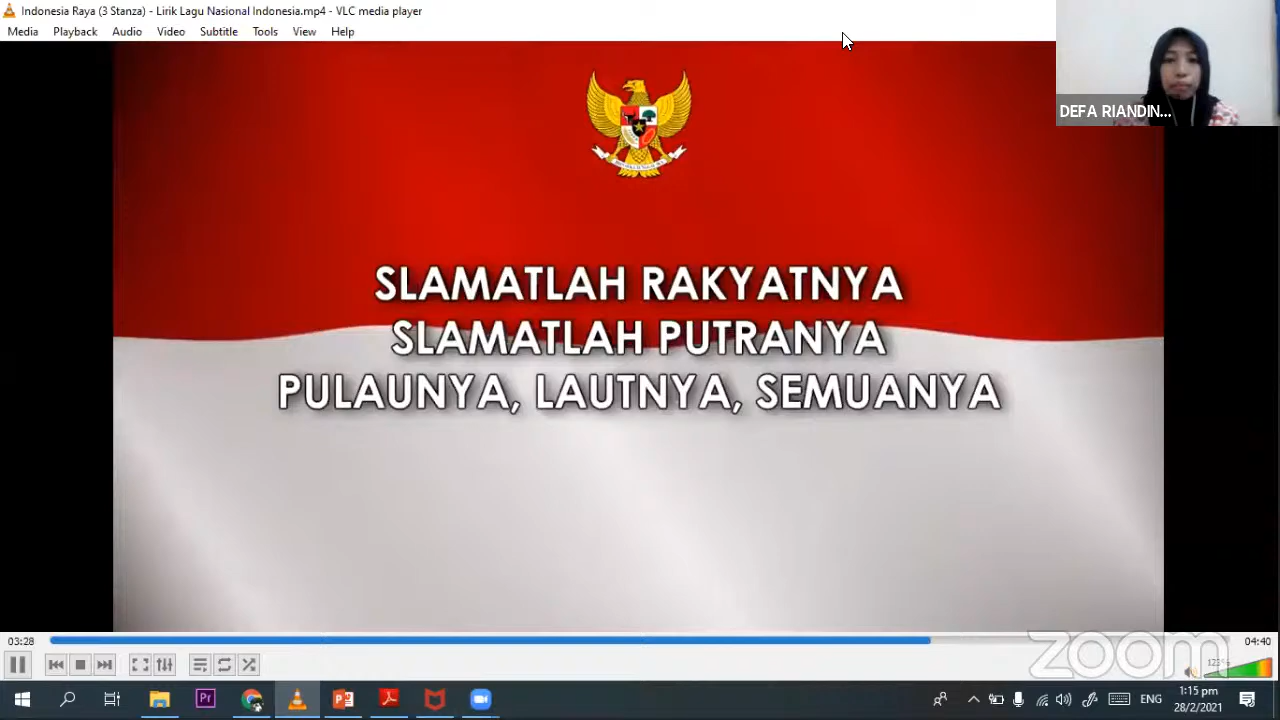 Indonesia Raya (3 Stanza) - Lirik Lagu Nasional Indonesia.mp4 - VLC media player
Media Playback Audio Video Subtitle Tools View Help
DEFA RIANDIN...
SLAMATLAH RAKYATNYA
SLAMATLAH PUTRANYA
PULAUNYA, LAUTNYA, SEMUANYA
03:28
04:40
zoom
Pr
ENG
1:15 pm
28/2/2021